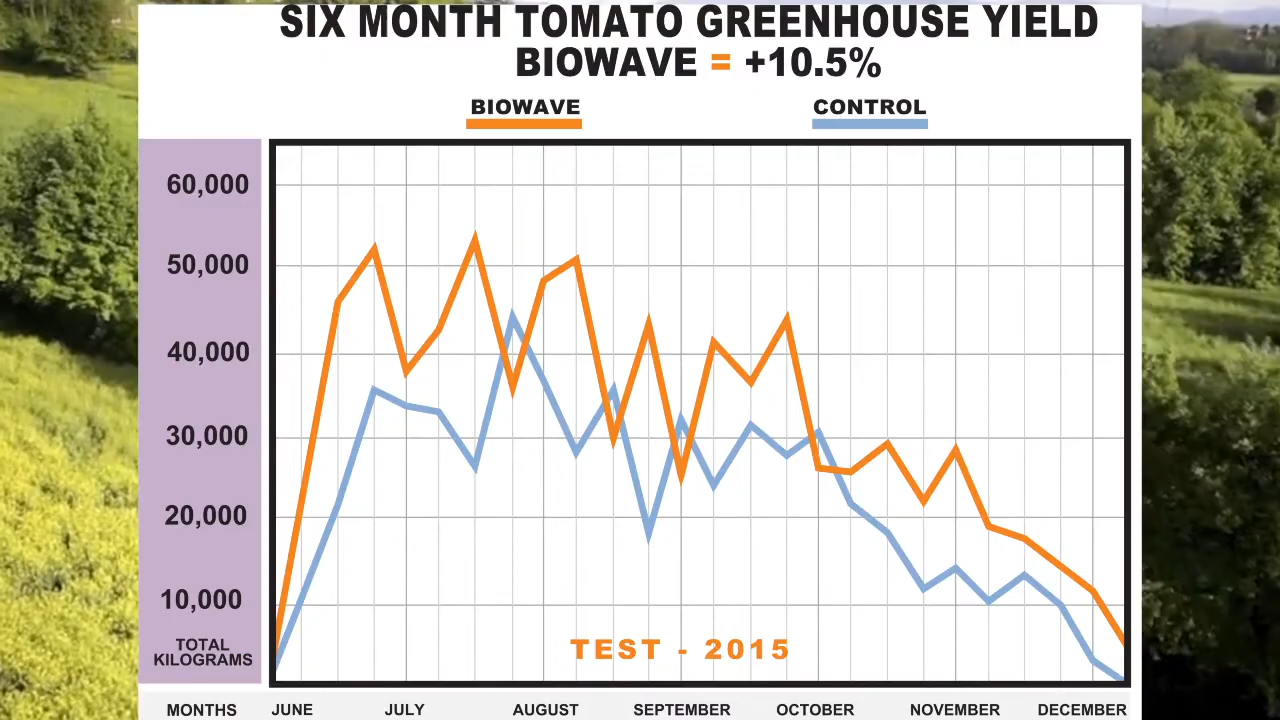 SIX MONTH TOMATO GREENHOUSE YIELD
BIOWAVE = +10.5%
BIOWAVE CONTROL
60,000
50,000
40,000
30,000
20,000
10,000
TOTAL
KILOGRAMS
TEST - 2015
MONTHS JUNE JULY AUGUST SEPTEMBER OCTOBER NOVEMBER DECEMBER